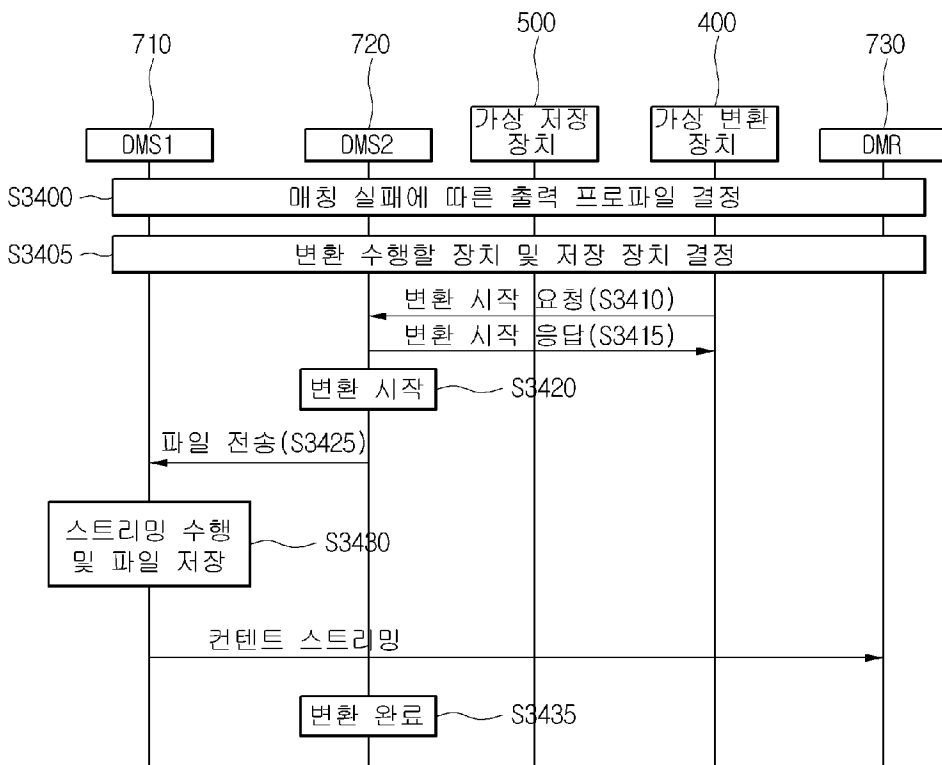 710
720
500
400
730
DMS1
DMS2
가상 저장
장치
가상 변환
장치
DMR
S3400
매칭 실패에 따른 출력 프로파일 결정
S3405
변환 수행할 장치 및 저장 장치 결정
변환 시작 요청(S3410)
변환 시작 응답(S3415)
변환 시작
S3420
파일 전송(S3425)
스트리밍 수행
및 파일 저장
S3430
컨텐트 스트리밍
변환 완료
S3435